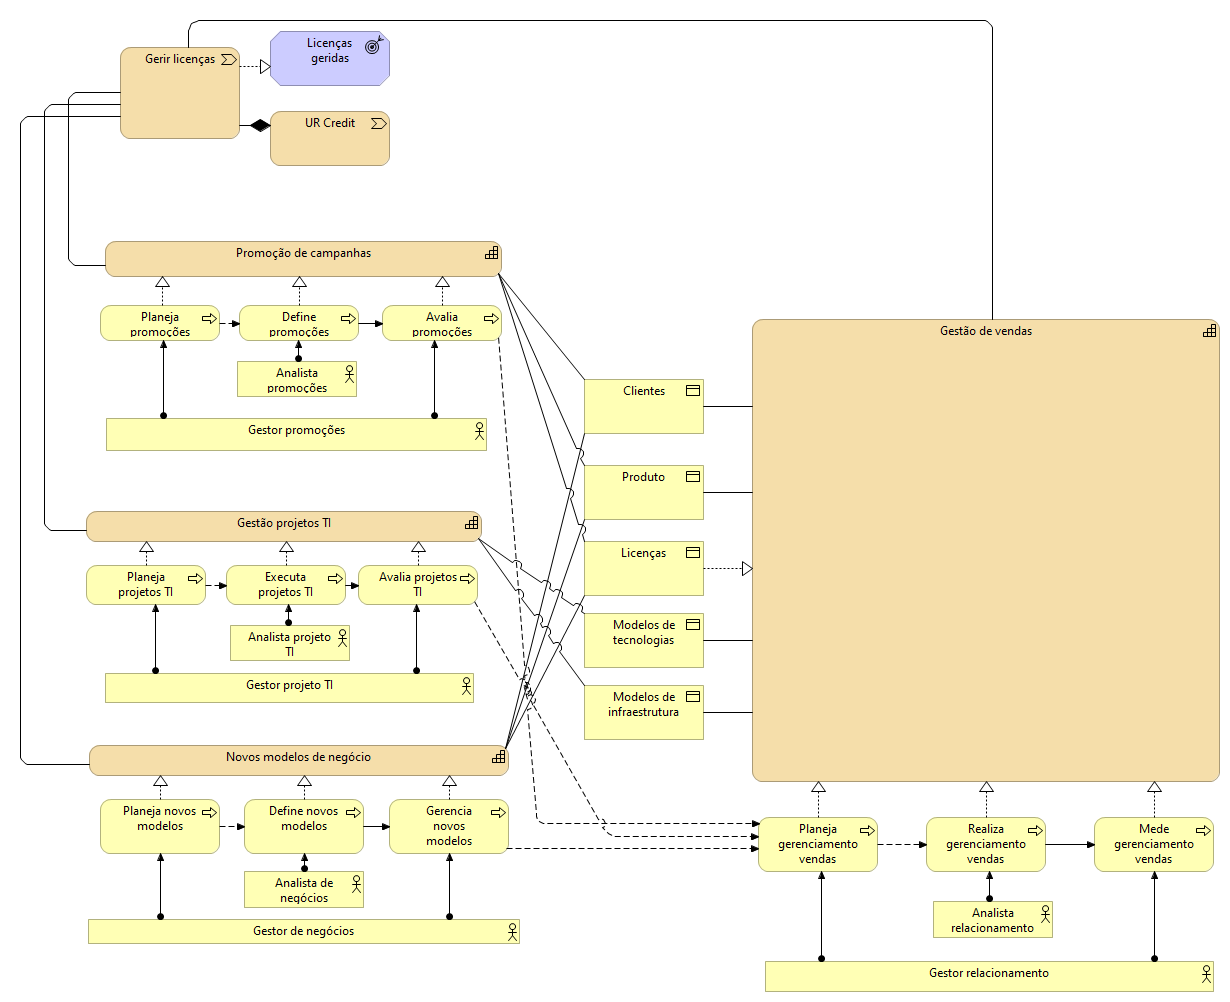 Gerir licenças
Licenças
geridas
UR Credit
Promoção de campanhas
Planeja
promoções
Define
promoções
Avalia
promoções
Analista
promoções
Gestor promoções
Gestão projetos TI
Planeja
projetos TI
Executa
projetos TI
Avalia projetos
TI
Analista projeto
TI
Gestor projeto TI
Novos modelos de negócio
Planeja novos
modelos
Define novos
modelos
Gerencia
novos
modelos
Analista de
negócios
Gestor de negócios
Clientes
Produto
Licenças
Modelos de
tecnologias
Modelos de
infraestrutura
Gestão de vendas
Planeja
gerenciamento
vendas
Realiza
gerenciamento
vendas
Mede
gerenciamento
vendas
Analista
relacionamento
Gestor relacionamento